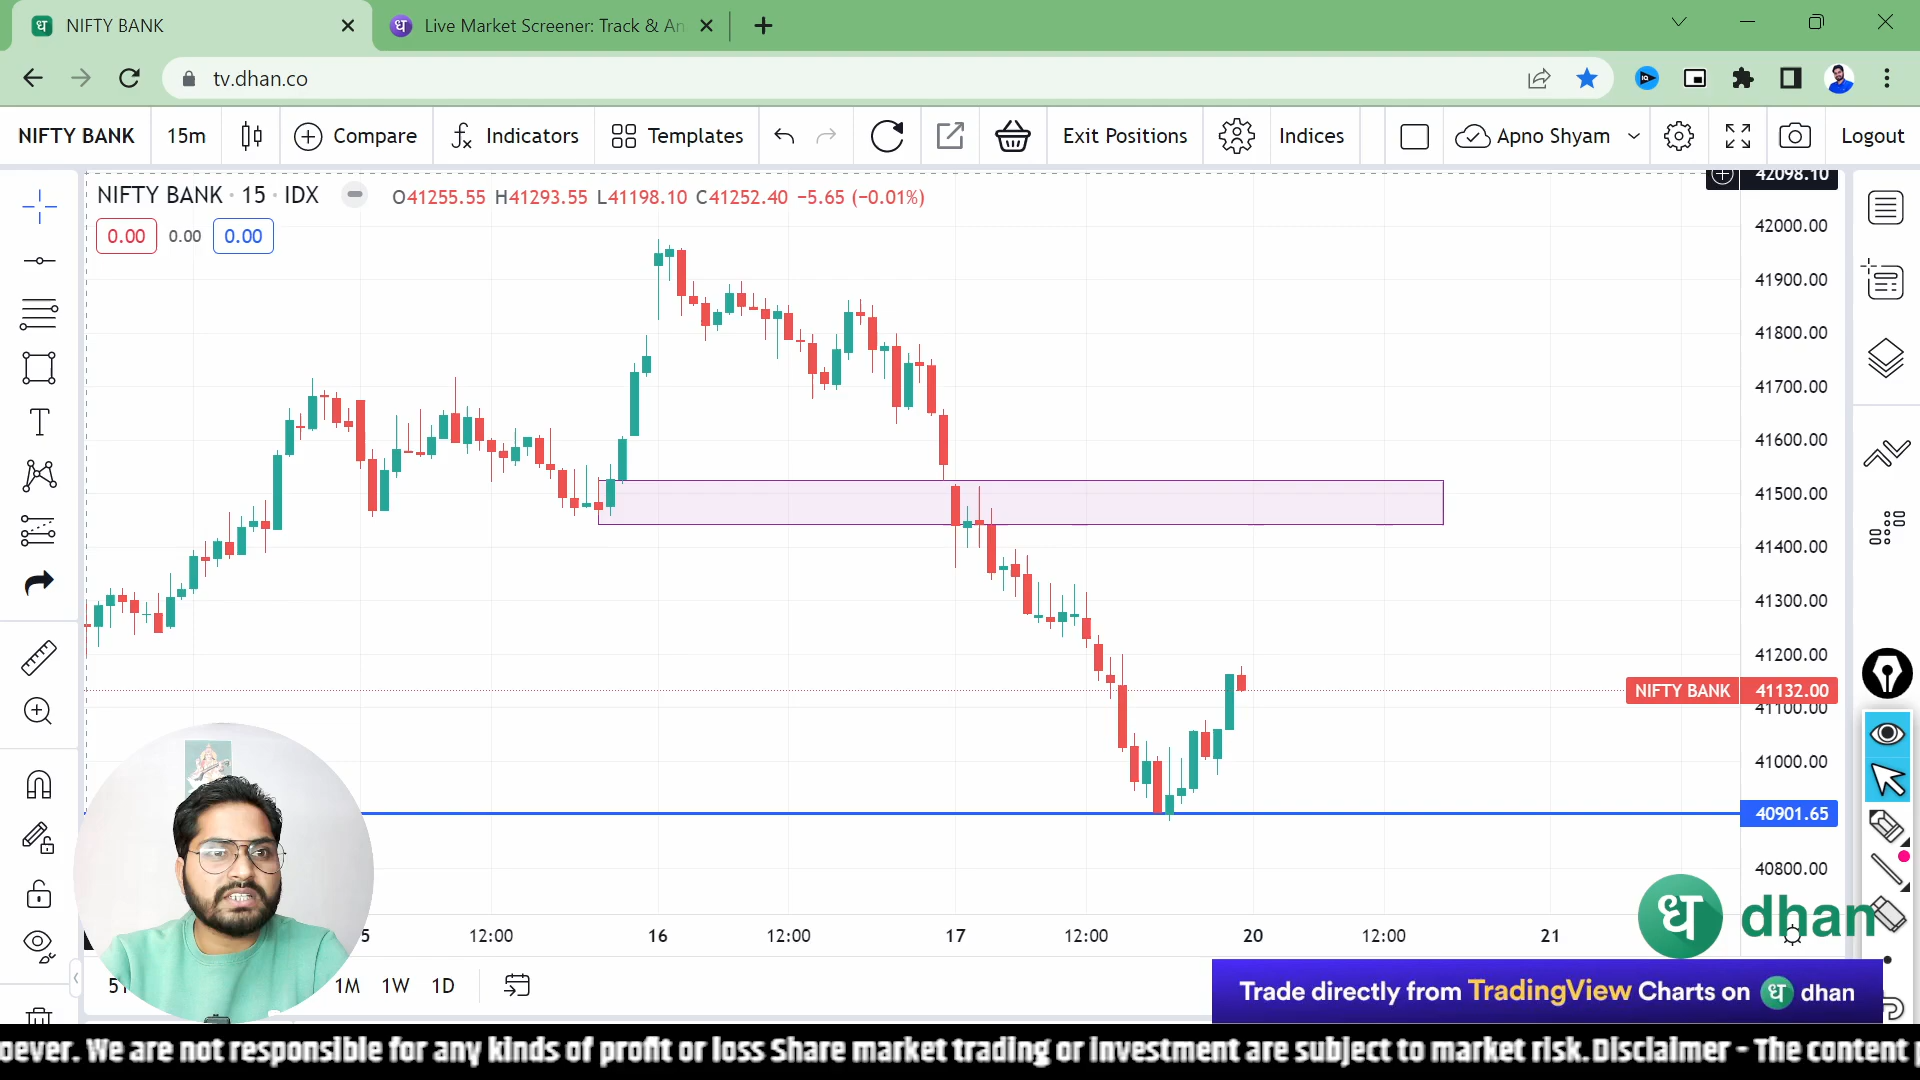 NIFTY BANK
Live Market Screener: Track & An
tv.dhan.co
NIFTY BANK 15m Compare Indicators Templates Exit Positions Indices Apno Shyam Logout
NIFTY BANK · 15 · IDX O41255.55 H41293.55 L41198.10 C41252.40 −5.65 (−0.01%)
0.00 0.00 0.00
42098.10
42000.00
41900.00
41800.00
41700.00
41600.00
41500.00
41400.00
41300.00
41200.00
NIFTY BANK 41132.00
41100.00
41000.00
40901.65
40800.00
ध dhan
5 12:00 16 12:00 17 12:00 20 12:00 21
1M 1W 1D
Trade directly from TradingView Charts on ध dhan
oever. We are not responsible for any kinds of profit or loss Share market trading or investment are subject to market risk. Disclaimer - The content